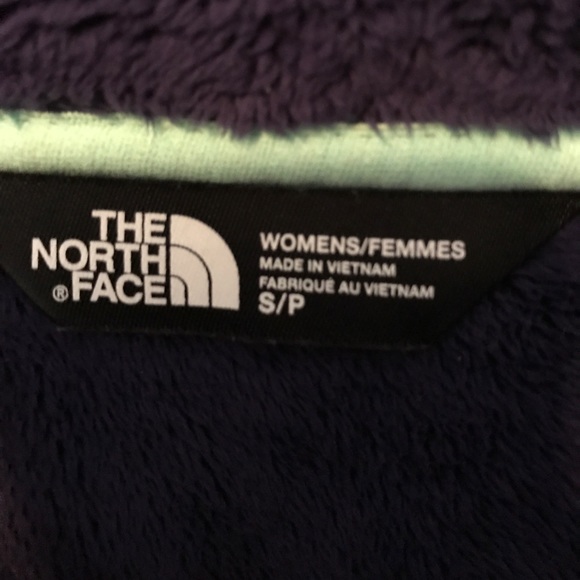 THE
NORTH
® FACE
WOMENS/FEMMES
MADE IN VIETNAM
FABRIQUÉ AU VIETNAM
S/P